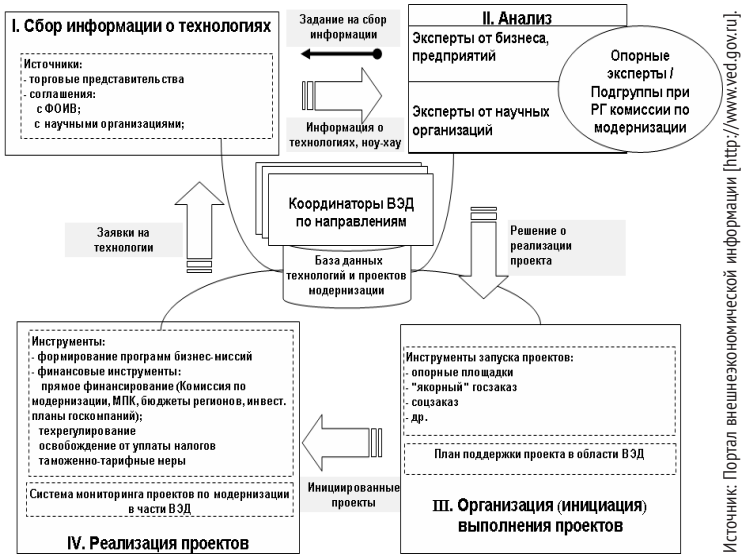 I. Сбор информации о технологиях
Источники:
- торговые представительства
- соглашения:
с ФОИВ;
с научными организациями;
Задание на сбор
информации
Информация о
технологиях, ноу-хау
II. Анализ
Эксперты от бизнеса,
предприятий
Эксперты от научных
организаций
Опорные
эксперты /
Подгруппы при
РГ комиссии по
модернизации
Координаторы ВЭД
по направлениям
База данных
технологий и проектов
модернизации
Заявки на
технологии
Решение о
реализации
проекта
Инструменты:
- формирование программ бизнес-миссий
- финансовые инструменты:
прямое финансирование (Комиссия по
модернизации, МПК, бюджеты регионов, инвест.
планы госкомпаний);
техрегулирование
освобождение от уплаты налогов
таможенно-тарифные меры
Система мониторинга проектов по модернизации
в части ВЭД
IV. Реализация проектов
Инициированные
проекты
Инструменты запуска проектов:
- опорные площадки
- "якорный" госзаказ
- соцзаказ
- др.
План поддержки проекта в области ВЭД
III. Организация (инициация)
выполнения проектов
Источник: Портал внешнеэкономической информации [http://www.ved.gov.ru].